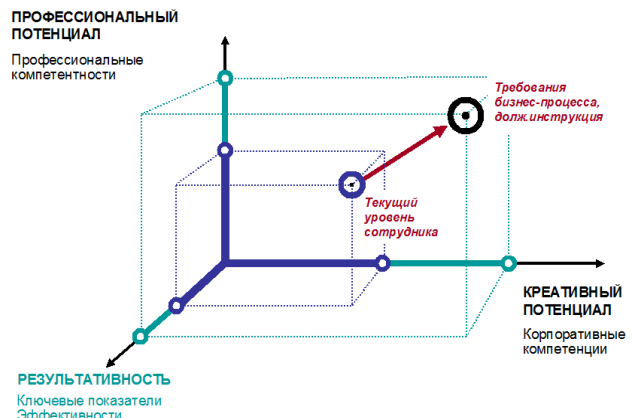 ПРОФЕССИОНАЛЬНЫЙ
ПОТЕНЦИАЛ
Профессиональные
компетентности
Требования
бизнес-процесса,
долж.инструкция
Текущий
уровень
сотрудника
КРЕАТИВНЫЙ
ПОТЕНЦИАЛ
Корпоративные
компетенции
РЕЗУЛЬТАТИВНОСТЬ
Ключевые показатели
Эффективности